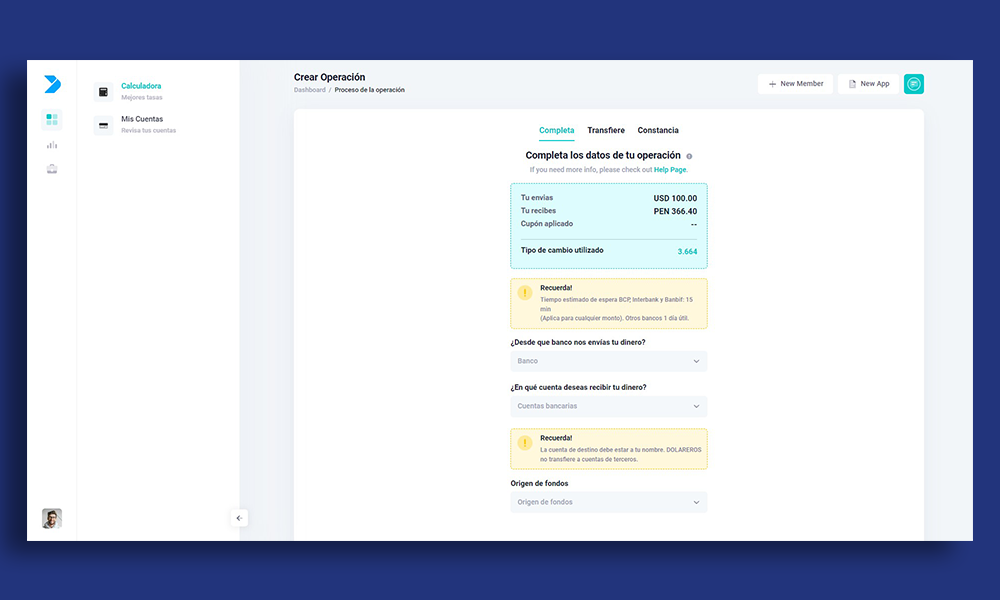 Calculadora
Mejores tasas
Mis Cuentas
Revisa tus cuentas
Crear Operación
Dashboard / Proceso de la operación
+ New Member
New App
Completa Transfiere Constancia
Completa los datos de tu operación
If you need more info, please check out Help Page.
Tu envías USD 100.00
Tu recibes PEN 366.40
Cupón aplicado --
Tipo de cambio utilizado 3.664
Recuerda!
Tiempo estimado de espera BCP, Interbank y Banbif: 15
min
(Aplica para cualquier monto). Otros bancos 1 día útil.
¿Desde que banco nos envías tu dinero?
Banco
¿En qué cuenta deseas recibir tu dinero?
Cuentas bancarias
Recuerda!
La cuenta de destino debe estar a tu nombre. DOLAREROS
no transfiere a cuentas de terceros.
Origen de fondos
Origen de fondos